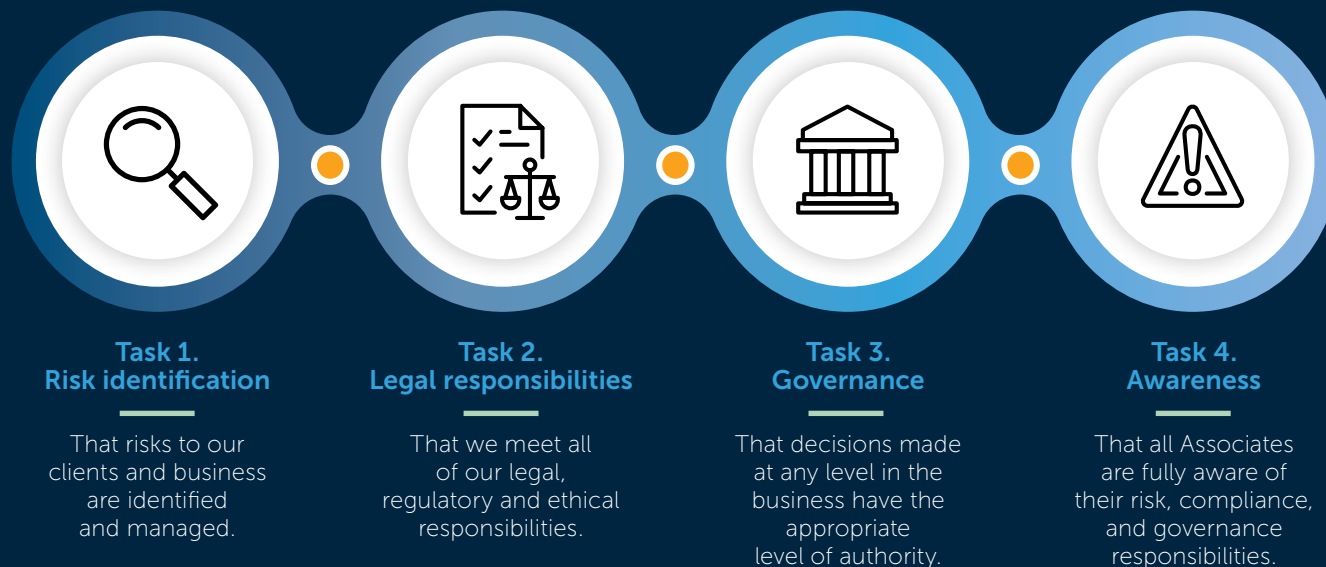 Task 1.
Risk identification
That risks to our
clients and business
are identified
and managed.
Task 2.
Legal responsibilities
That we meet all
of our legal,
regulatory and ethical
responsibilities.
Task 3.
Governance
That decisions made
at any level in the
business have the
appropriate
level of authority.
Task 4.
Awareness
That all Associates
are fully aware of
their risk, compliance,
and governance
responsibilities.